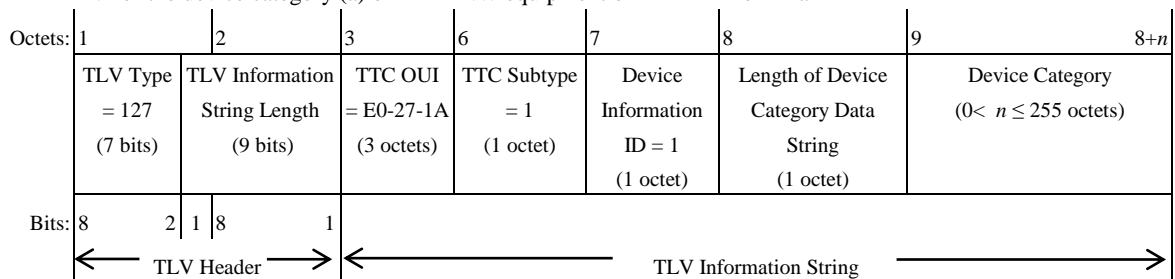 Octets: 1 2 3 6 7 8 9 8+n
TLV Type TLV Information TTC OUI TTC Subtype Device Length of Device Device Category
= 127 String Length = E0-27-1A = 1 Information Category Data (0< n ≤ 255 octets)
(7 bits) (9 bits) (3 octets) (1 octet) ID = 1 String
(1 octet) (1 octet)
Bits: 8 2 1 8 1
TLV Header TLV Information String